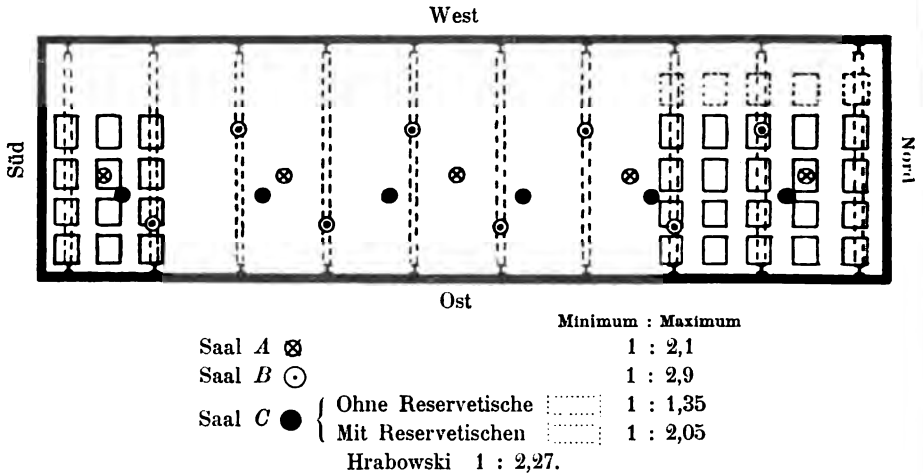 West
Süd
Nord
Ost
Minimum : Maximum
Saal A 1 : 2,1
Saal B 1 : 2,9
Saal C { Ohne Reservetische 1 : 1,35
Mit Reservetischen 1 : 2,05
Hrabowski 1 : 2,27.